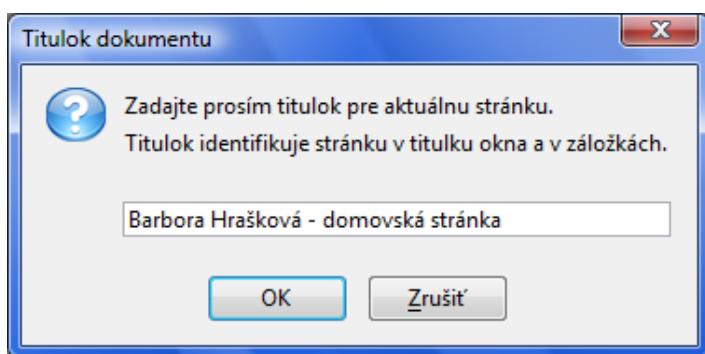 Titulok dokumentu
Zadajte prosím titulok pre aktuálnu stránku.
Titulok identifikuje stránku v titulku okna a v záložkách.
Barbora Hrašková - domovská stránka
OK
Zrušiť